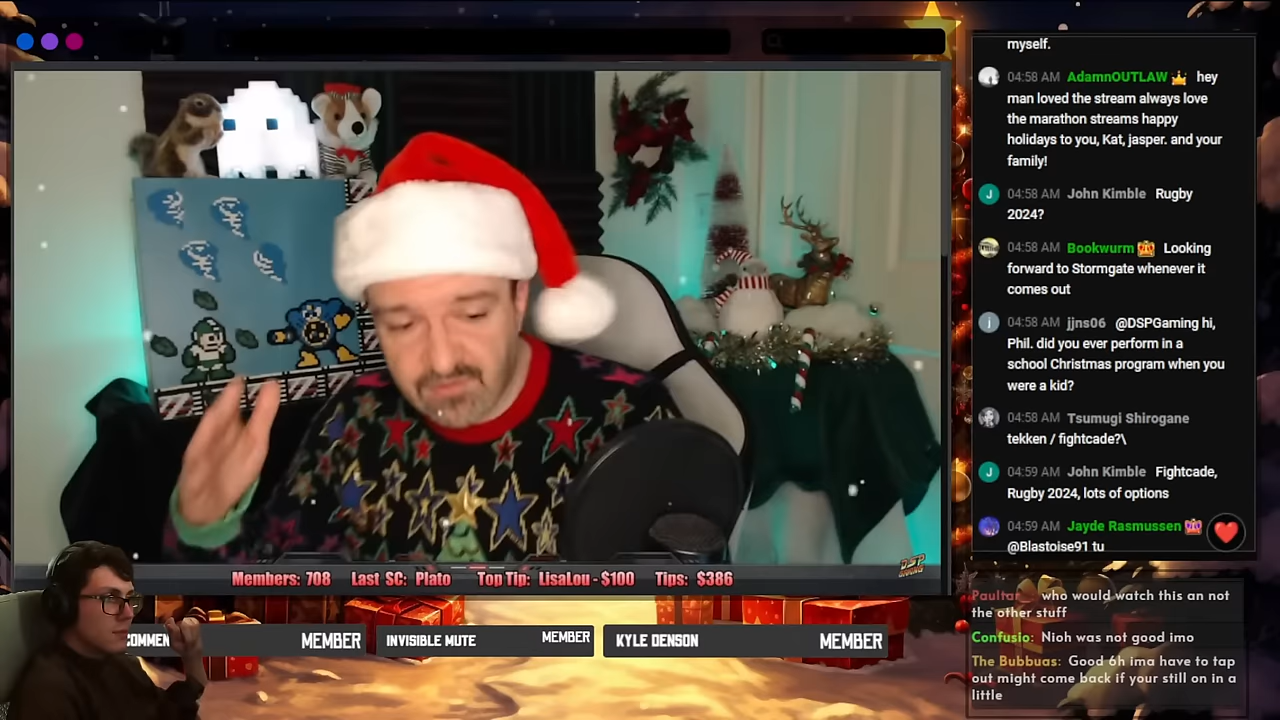 myself.
04:58 AM AdamnOUTLAW hey
man loved the stream always love
the marathon streams happy
holidays to you, Kat, jasper. and your
family!
J 04:58 AM John Kimble Rugby
2024?
04:58 AM Bookwurm Looking
forward to Stormgate whenever it
comes out
j 04:58 AM jjns06 @DSPGaming hi,
Phil. did you ever perform in a
school Christmas program when you
were a kid?
04:58 AM Tsumugi Shirogane
tekken / fightcade?\
J 04:59 AM John Kimble Fightcade,
Rugby 2024, lots of options
04:59 AM Jayde Rasmussen
@Blastoise91 tu
DSP
GAMING
Members: 708 Last SC: Plato Top Tip: LisaLou - $100 Tips: $386
COMMEN MEMBER INVISIBLE MUTE MEMBER KYLE DENSON MEMBER
Paultar who would watch this an not
the other stuff
Confusio: Nioh was not good imo
The Bubbuas: Good 6h ima have to tap
out might come back if your still on in a
little